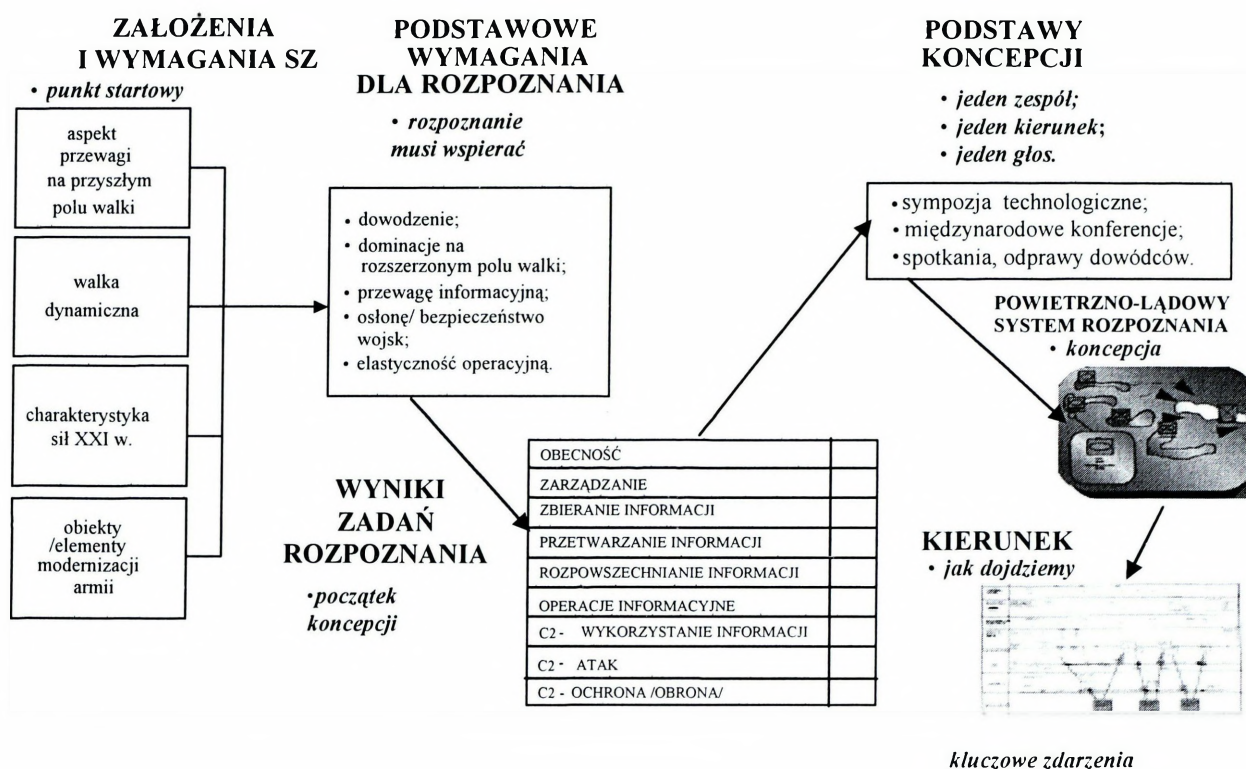 ZAŁOŻENIA
I WYMAGANIA SZ
• punkt startowy
aspekt
przewagi
na przyszłym
polu walki
walka
dynamiczna
charakterystyka
sił XXI w.
obiekty
/elementy
modernizacji
armii
PODSTAWOWE
WYMAGANIA
DLA ROZPOZNANIA
• rozpoznanie
musi wspierać
• dowodzenie;
• dominacje na
rozszerzonym polu walki;
• przewagę informacyjną;
• osłonę/ bezpieczeństwo
wojsk;
• elastyczność operacyjną.
WYNIKI
ZADAŃ
ROZPOZNANIA
•początek
koncepcji
OBECNOŚĆ
ZARZĄDZANIE
ZBIERANIE INFORMACJI
PRZETWARZANIE INFORMACJI
ROZPOWSZECHNIANIE INFORMACJI
OPERACJE INFORMACYJNE
C2 - WYKORZYSTANIE INFORMACJI
C2 - ATAK
C2 - OCHRONA /OBRONA/
PODSTAWY
KONCEPCJI
• jeden zespół;
• jeden kierunek;
• jeden głos.
• sympozja technologiczne;
• międzynarodowe konferencje;
• spotkania, odprawy dowódców.
POWIETRZNO-LĄDOWY
SYSTEM ROZPOZNANIA
• koncepcja
KIERUNEK
• jak dojdziemy
kluczowe zdarzenia